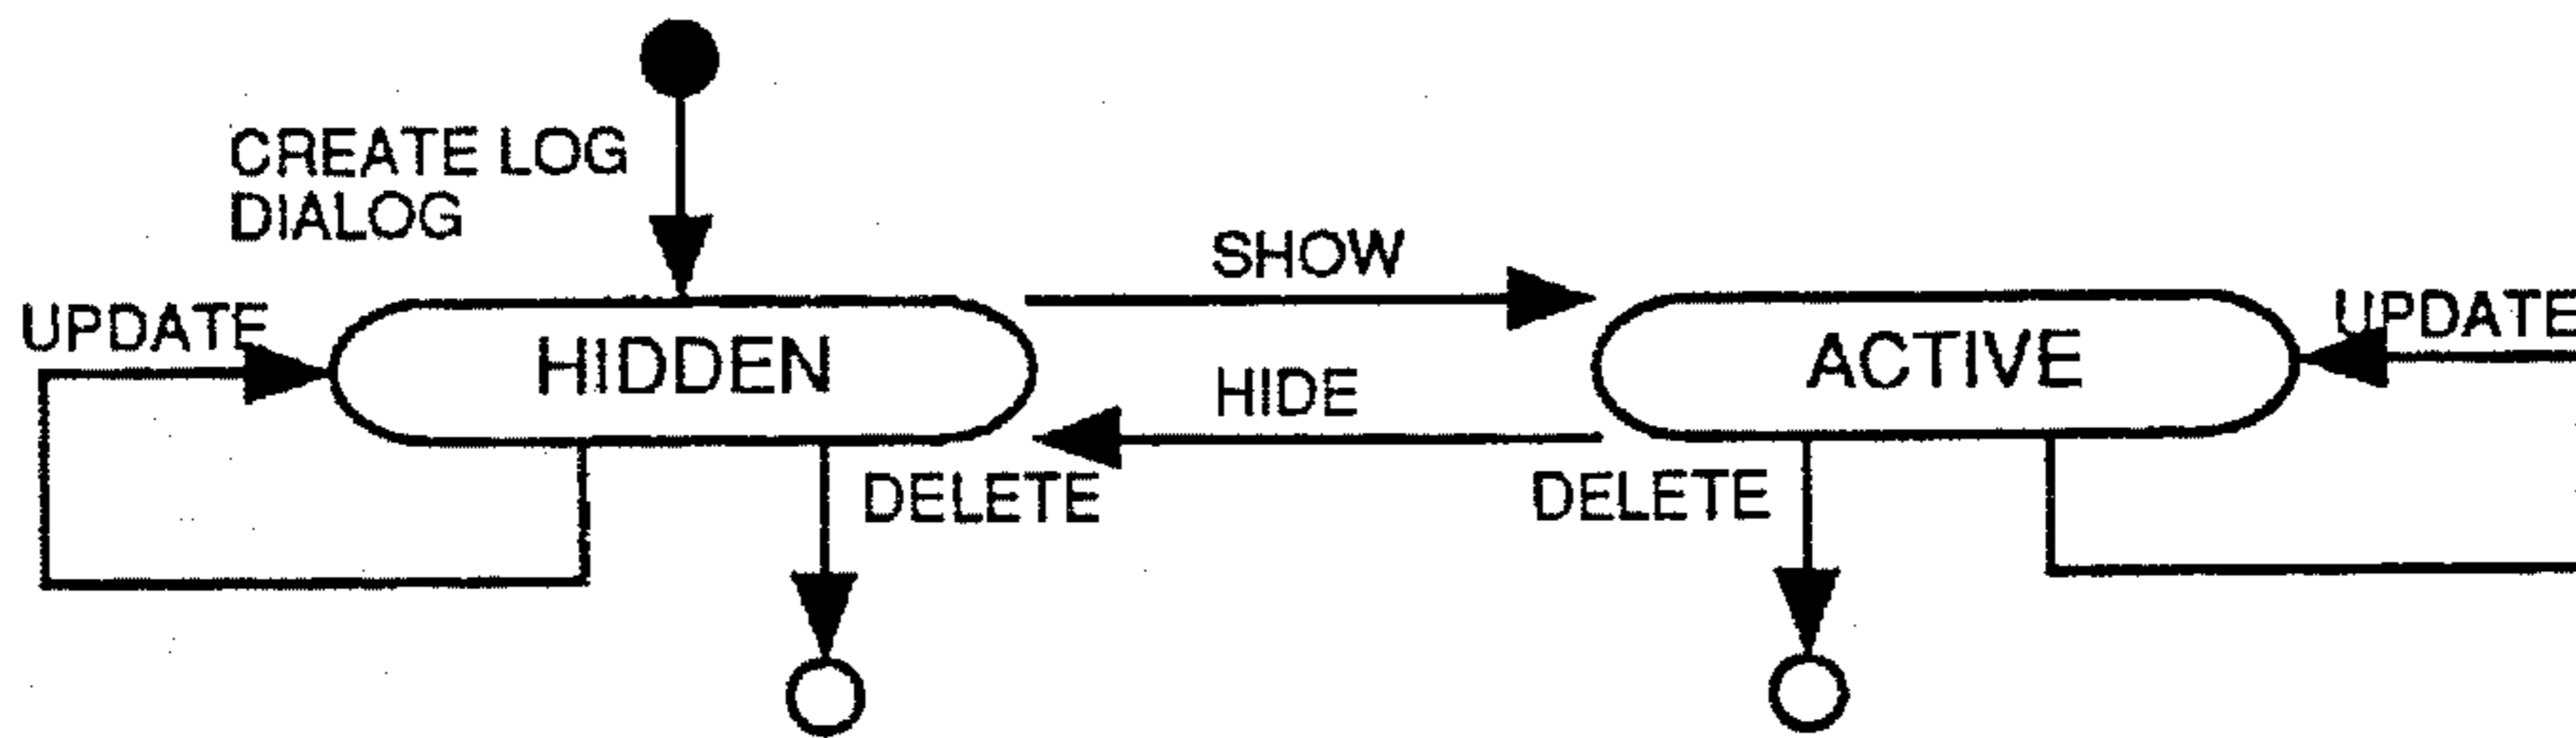 CREATE LOG
DIALOG
SHOW
UPDATE
HIDDEN
ACTIVE
UPDATE
HIDE
DELETE
DELETE